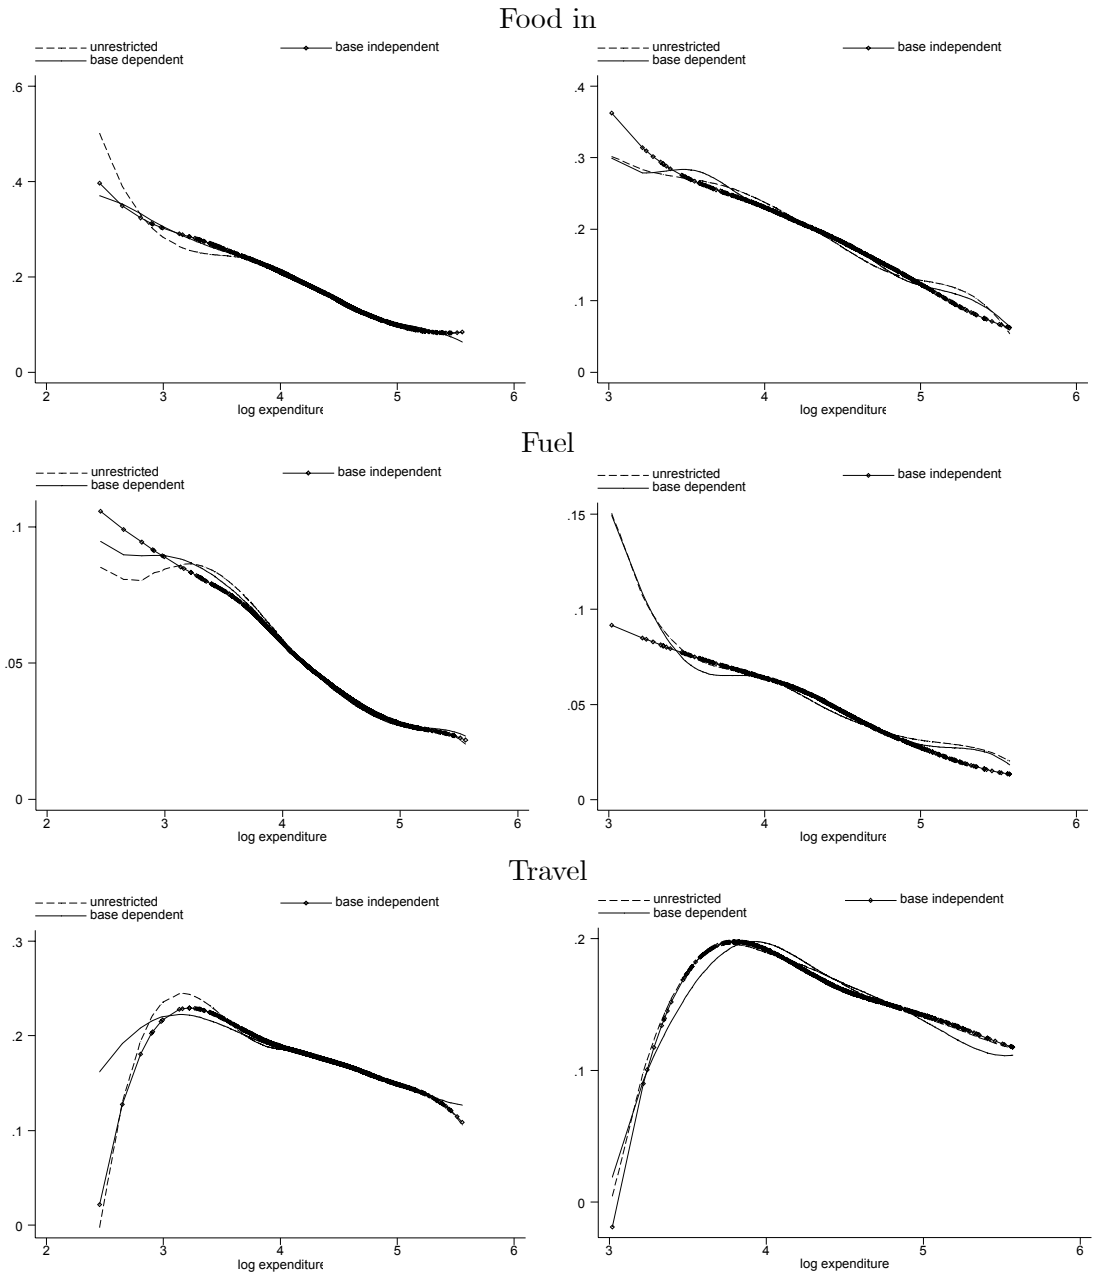 Food in
unrestricted base independent unrestricted base independent
base dependent base dependent
.6 .4
.3
.4
.2
.2
.1
0 0
2 3 4 5 6 3 4 5 6
log expenditure log expenditure
Fuel
unrestricted base independent unrestricted base independent
base dependent base dependent
.1 .15
.1
.05
.05
0 0
2 3 4 5 6 3 4 5 6
log expenditure log expenditure
Travel
unrestricted base independent unrestricted base independent
base dependent base dependent
.3 .2
.2
.1
.1
0 0
2 3 4 5 6 3 4 5 6
log expenditure log expenditure